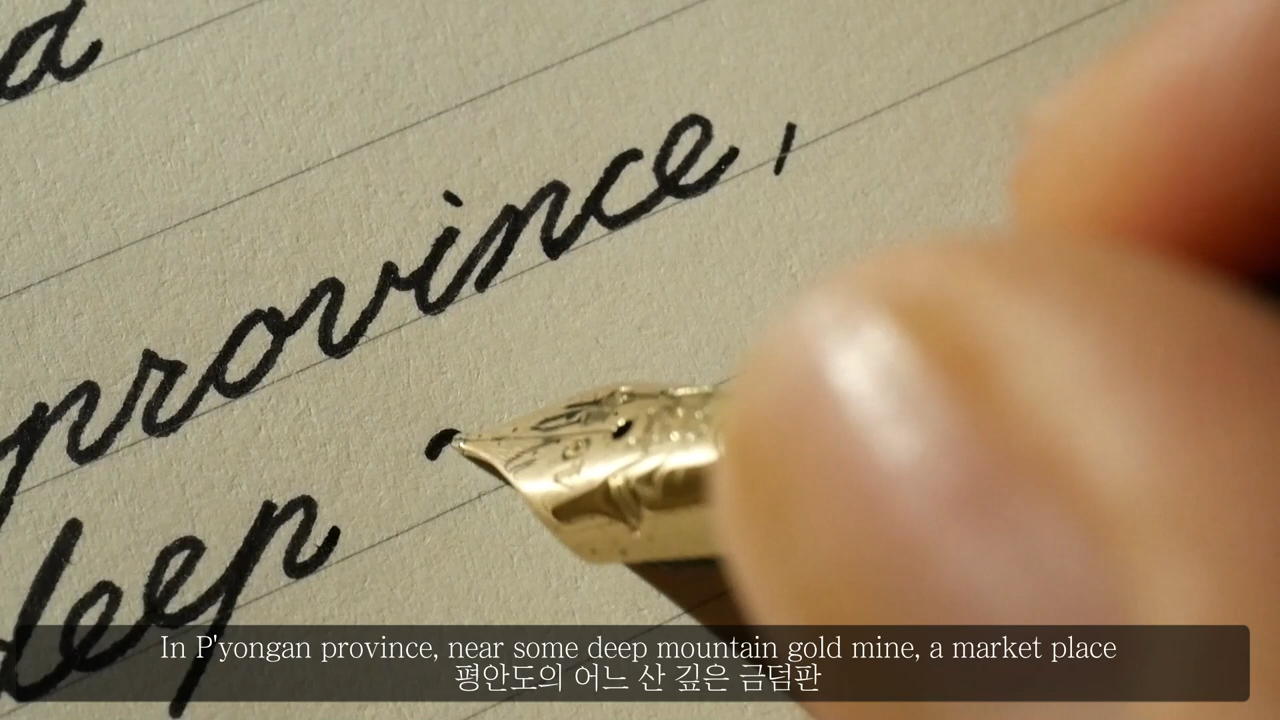 a
province,
deep
In P'yongan province, near some deep mountain gold mine, a market place
평안도의 어느 산 깊은 금덤판